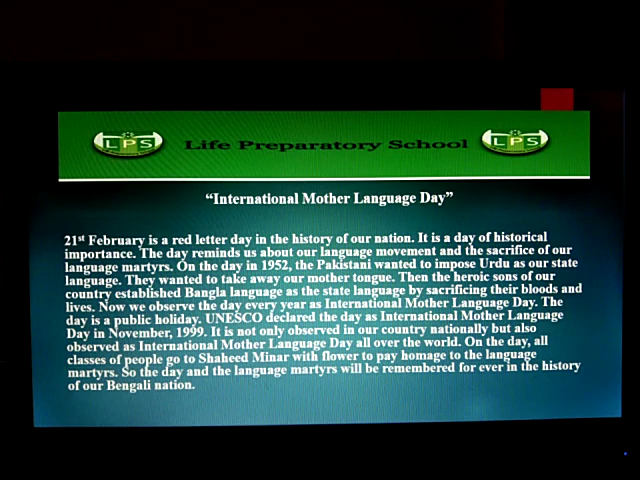 LPS Life Preparatory School LPS
“International Mother Language Day”
21st February is a red letter day in the history of our nation. It is a day of historical
importance. The day reminds us about our language movement and the sacrifice of our
language martyrs. On the day in 1952, the Pakistani wanted to impose Urdu as our state
language. They wanted to take away our mother tongue. Then the heroic sons of our
country established Bangla language as the state language by sacrificing their bloods and
lives. Now we observe the day every year as International Mother Language Day. The
day is a public holiday. UNESCO declared the day as International Mother Language
Day in November, 1999. It is not only observed in our country nationally but also
observed as International Mother Language Day all over the world. On the day, all
classes of people go to Shaheed Minar with flower to pay homage to the language
martyrs. So the day and the language martyrs will be remembered for ever in the history
of our Bengali nation.